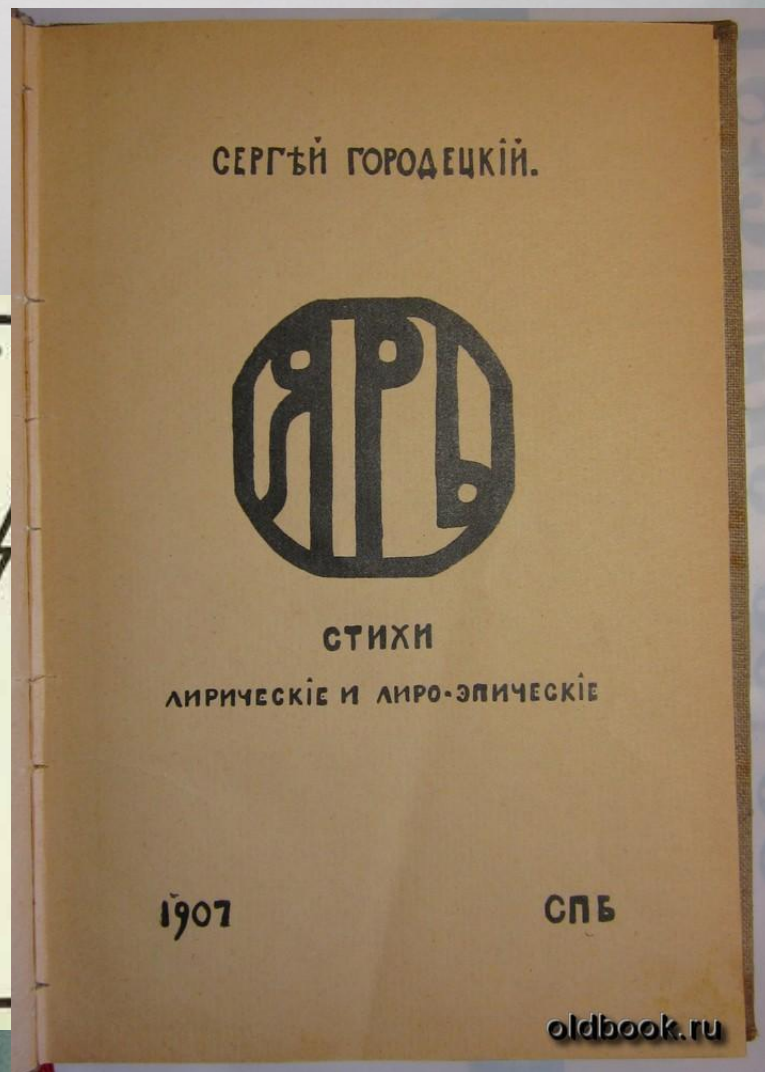 СЕРГѢЙ ГОРОДЕЦКІЙ.
ЯРЬ
СТИХИ
ЛИРИЧЕСКІЕ И ЛИРО-ЭПИЧЕСКІЕ
1907 СПБ
oldbook.ru